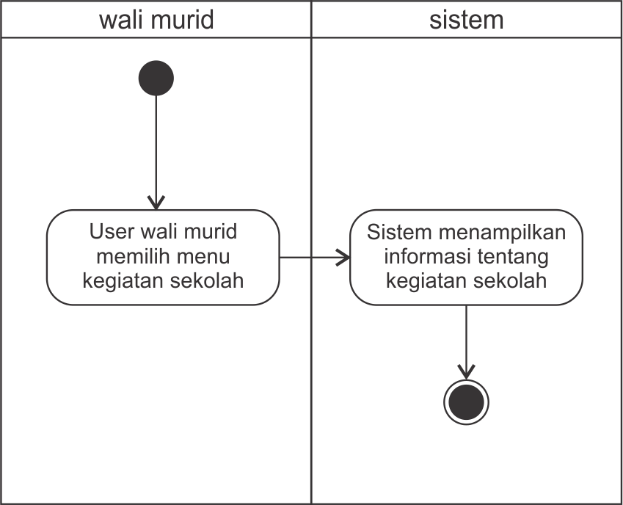 wali murid
sistem
User wali murid
memilih menu
kegiatan sekolah
Sistem menampilkan
informasi tentang
kegiatan sekolah